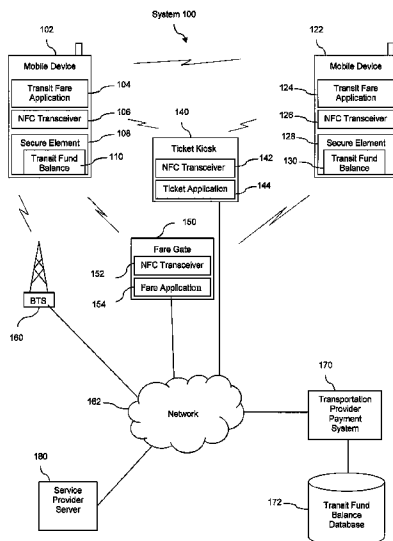 System 100
102
Mobile Device
104
Transit Fare
Application
106
NFC Transceiver
108
Secure Element
Transit Fund
Balance
110
122
Mobile Device
124
Transit Fare
Application
126
NFC Transceiver
128
Secure Element
130
Transit Fund
Balance
140
Ticket Kiosk
NFC Transceiver
142
Ticket Application
144
150
Fare Gate
152
NFC Transceiver
154
Fare Application
BTS
160
162
Network
170
Transportation
Provider
Payment
System
180
Service
Provider
Server
172
Transit Fund
Balance
Database